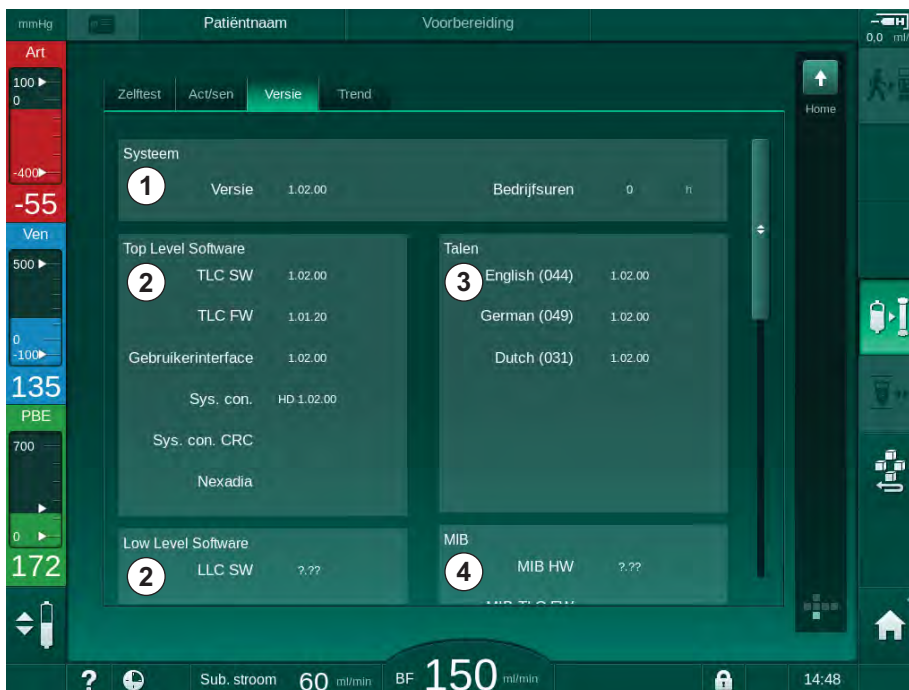 mmHg Patiëntnaam Voorbereiding
0,0 ml/
Art
100
0
-400
-55
Ven
500
0
-100
135
PBE
700
0
172
Zelftest Act/sen Versie Trend
Home
Systeem
1 Versie 1.02.00 Bedrijfsuren 0 h
Top Level Software
2 TLC SW 1.02.00
TLC FW 1.01.20
Gebruikerinterface 1.02.00
Sys. con. HD 1.02.00
Sys. con. CRC
Nexadia
Talen
3 English (044) 1.02.00
German (049) 1.02.00
Dutch (031) 1.02.00
Low Level Software
2 LLC SW ?.??
MIB
4 MIB HW ?.??
MIB TLC FW
? Sub. stroom 60 ml/min BF 150 ml/min 14:48